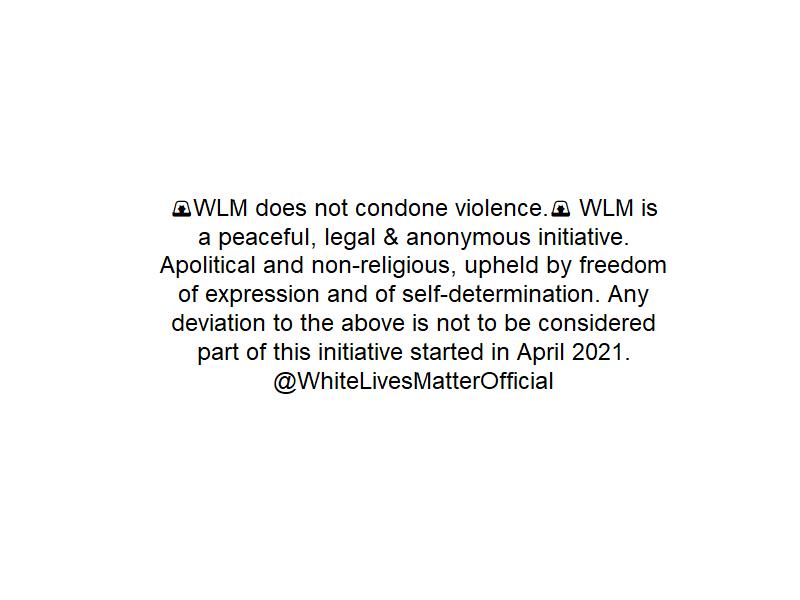 🚨WLM does not condone violence.🚨 WLM is
a peaceful, legal & anonymous initiative.
Apolitical and non-religious, upheld by freedom
of expression and of self-determination. Any
deviation to the above is not to be considered
part of this initiative started in April 2021.
@WhiteLivesMatterOfficial